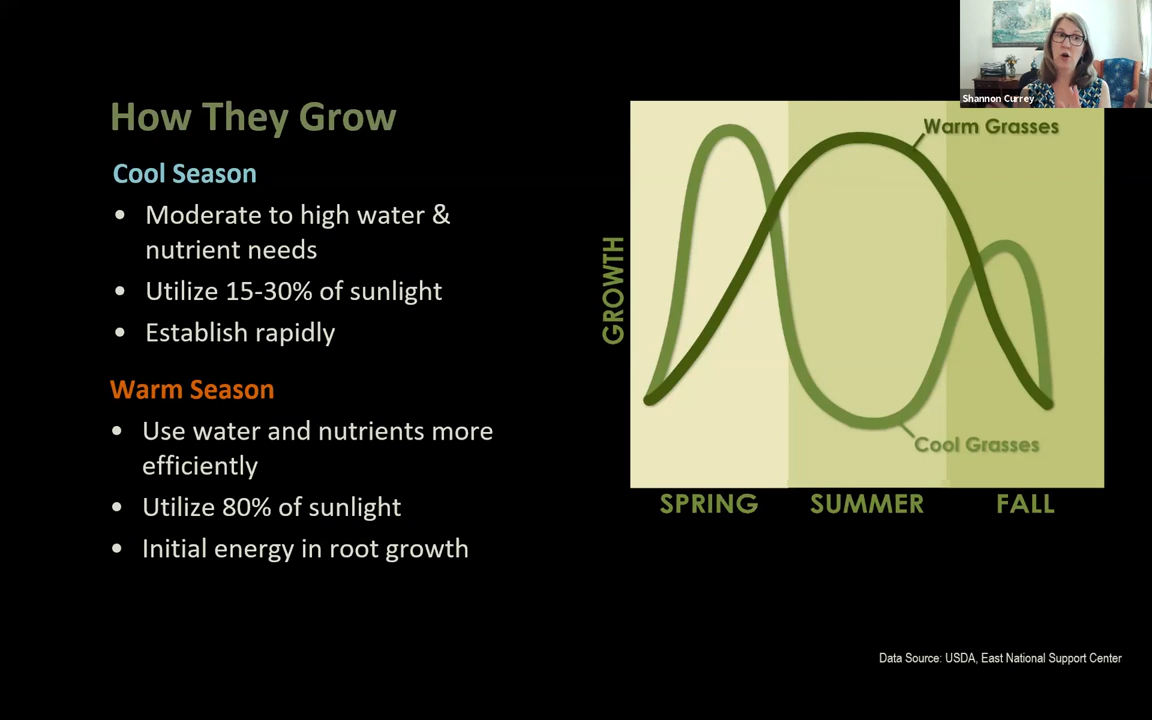 Shannon Currey
How They Grow
Cool Season
• Moderate to high water &
nutrient needs
• Utilize 15-30% of sunlight
• Establish rapidly
Warm Season
• Use water and nutrients more
efficiently
• Utilize 80% of sunlight
• Initial energy in root growth
GROWTH
Warm Grasses
Cool Grasses
SPRING SUMMER FALL
Data Source: USDA, East National Support Center